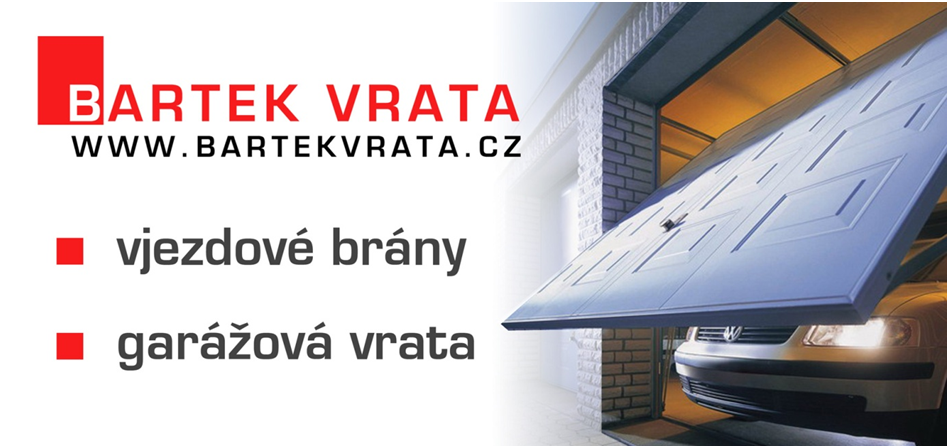 BARTEK VRATA
WWW.BARTEKVRATA.CZ
vjezdové brány
garážová vrata